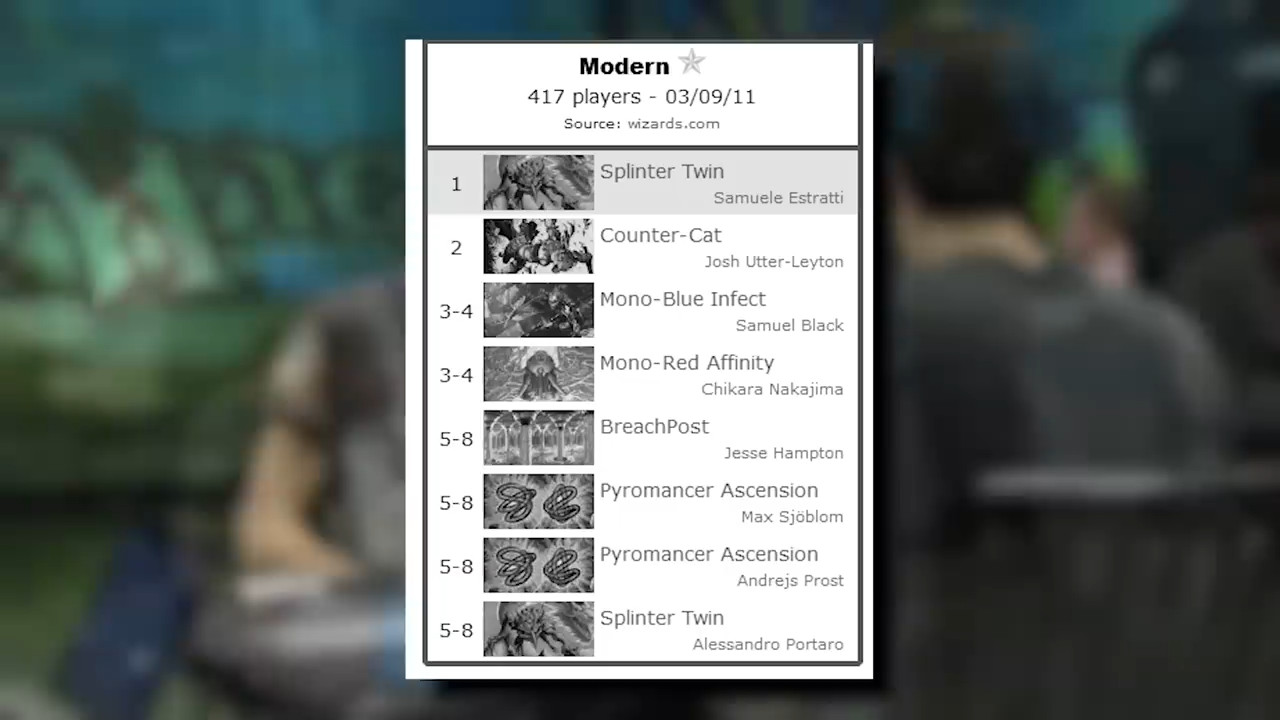 Modern
417 players - 03/09/11
Source: wizards.com
1
Splinter Twin
Samuele Estratti
2
Counter-Cat
Josh Utter-Leyton
3-4
Mono-Blue Infect
Samuel Black
3-4
Mono-Red Affinity
Chikara Nakajima
5-8
BreachPost
Jesse Hampton
5-8
Pyromancer Ascension
Max Sjöblom
5-8
Pyromancer Ascension
Andrejs Prost
5-8
Splinter Twin
Alessandro Portaro